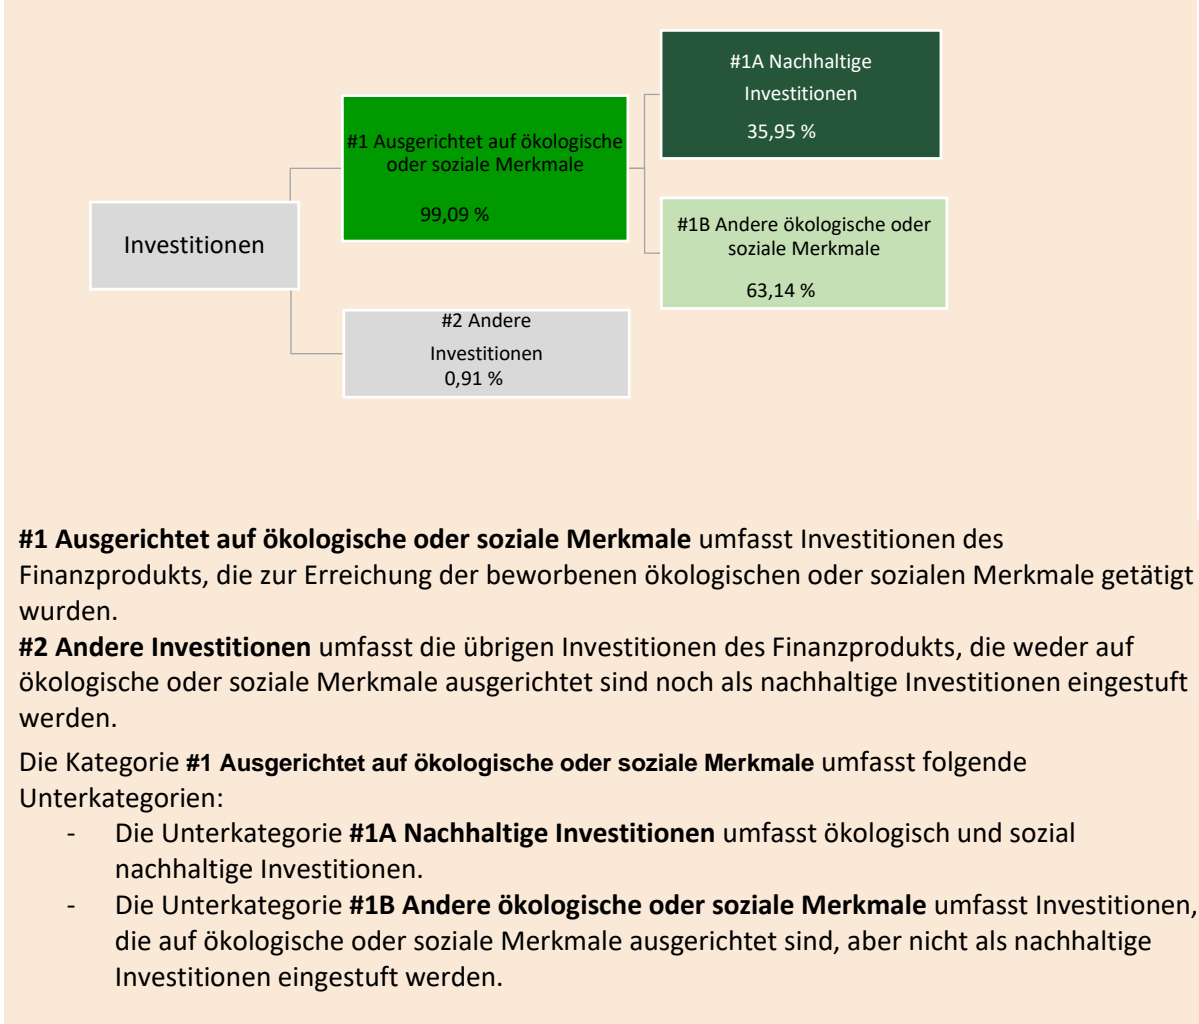 #1A Nachhaltige
Investitionen
35,95 %
#1 Ausgerichtet auf ökologische
oder soziale Merkmale
99,09 %
#1B Andere ökologische oder
soziale Merkmale
63,14 %
Investitionen
#2 Andere
Investitionen
0,91 %
#1 Ausgerichtet auf ökologische oder soziale Merkmale umfasst Investitionen des
Finanzprodukts, die zur Erreichung der beworbenen ökologischen oder sozialen Merkmale getätigt
wurden.
#2 Andere Investitionen umfasst die übrigen Investitionen des Finanzprodukts, die weder auf
ökologische oder soziale Merkmale ausgerichtet sind noch als nachhaltige Investitionen eingestuft
werden.
Die Kategorie #1 Ausgerichtet auf ökologische oder soziale Merkmale umfasst folgende
Unterkategorien:
- Die Unterkategorie #1A Nachhaltige Investitionen umfasst ökologisch und sozial
nachhaltige Investitionen.
- Die Unterkategorie #1B Andere ökologische oder soziale Merkmale umfasst Investitionen,
die auf ökologische oder soziale Merkmale ausgerichtet sind, aber nicht als nachhaltige
Investitionen eingestuft werden.